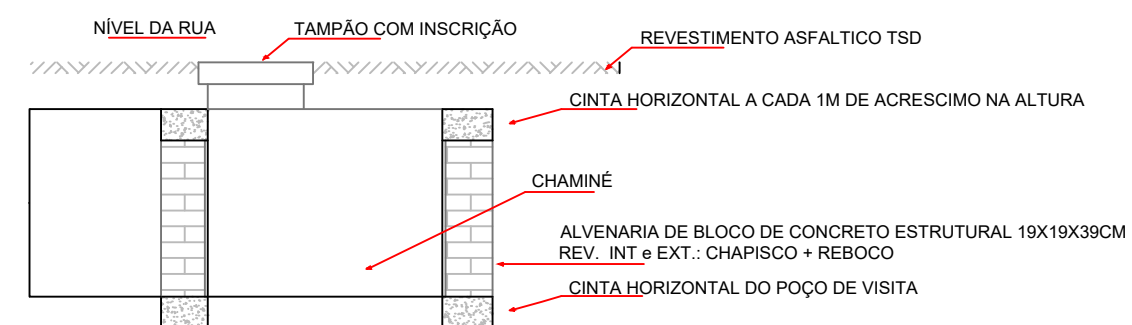 NÍVEL DA RUA
TAMPÃO COM INSCRIÇÃO
REVESTIMENTO ASFALTICO TSD
CINTA HORIZONTAL A CADA 1M DE ACRESCIMO NA ALTURA
CHAMINÉ
ALVENARIA DE BLOCO DE CONCRETO ESTRUTURAL 19X19X39CM
REV. INT e EXT.: CHAPISCO + REBOCO
CINTA HORIZONTAL DO POÇO DE VISITA